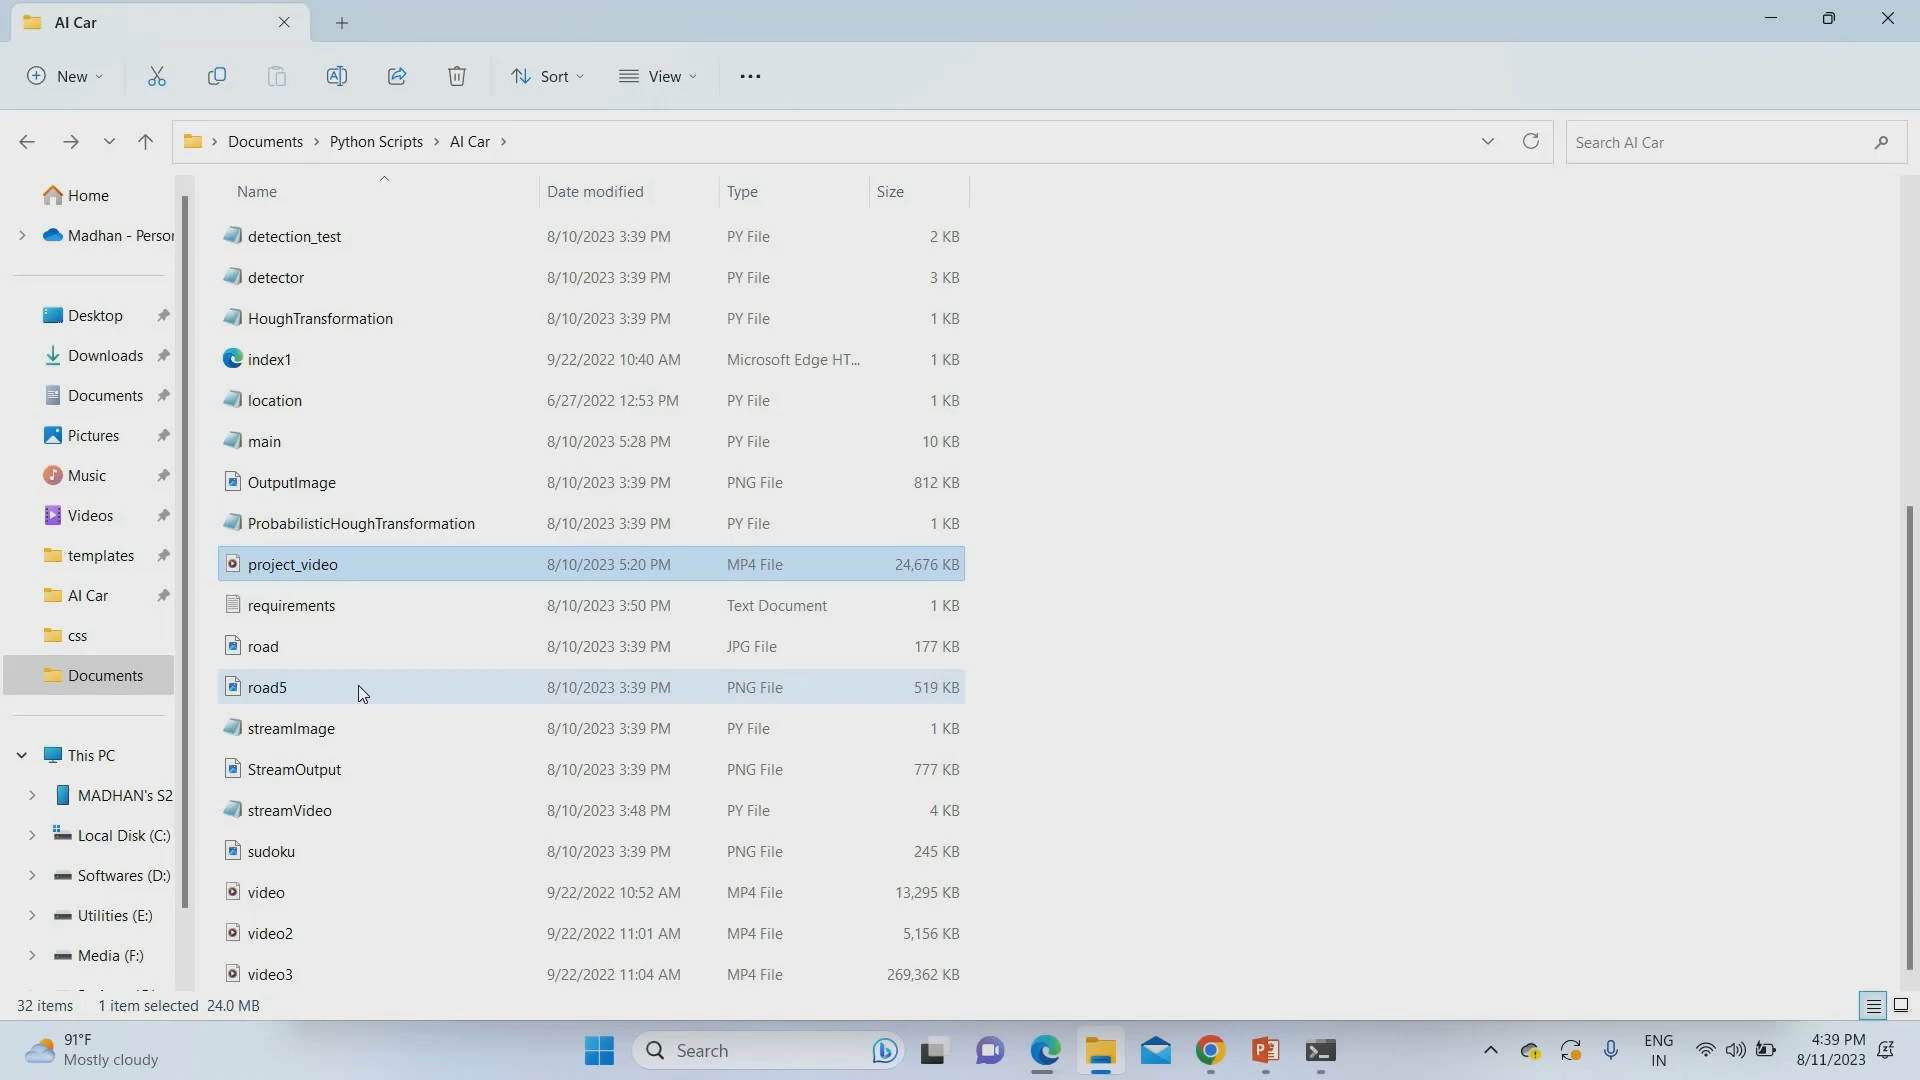 AI Car
New
Sort
View
Documents
Python Scripts
AI Car
Search AI Car
Home
Madhan - Persor
Desktop
Downloads
Documents
Pictures
Music
Videos
templates
AI Car
css
Documents
This PC
MADHAN's S2
Local Disk (C:)
Softwares (D:)
Utilities (E:)
Media (F:)
Name Date modified Type Size
detection_test 8/10/2023 3:39 PM PY File 2 KB
detector 8/10/2023 3:39 PM PY File 3 KB
HoughTransformation 8/10/2023 3:39 PM PY File 1 KB
index1 9/22/2022 10:40 AM Microsoft Edge HT... 1 KB
location 6/27/2022 12:53 PM PY File 1 KB
main 8/10/2023 5:28 PM PY File 10 KB
OutputImage 8/10/2023 3:39 PM PNG File 812 KB
ProbabilisticHoughTransformation 8/10/2023 3:39 PM PY File 1 KB
project_video 8/10/2023 5:20 PM MP4 File 24,676 KB
requirements 8/10/2023 3:50 PM Text Document 1 KB
road 8/10/2023 3:39 PM JPG File 177 KB
road5 8/10/2023 3:39 PM PNG File 519 KB
streamImage 8/10/2023 3:39 PM PY File 1 KB
StreamOutput 8/10/2023 3:39 PM PNG File 777 KB
streamVideo 8/10/2023 3:48 PM PY File 4 KB
sudoku 8/10/2023 3:39 PM PNG File 245 KB
video 9/22/2022 10:52 AM MP4 File 13,295 KB
video2 9/22/2022 11:01 AM MP4 File 5,156 KB
video3 9/22/2022 11:04 AM MP4 File 269,362 KB
32 items 1 item selected 24.0 MB
91°F
Mostly cloudy
Search
ENG
IN
4:39 PM
8/11/2023